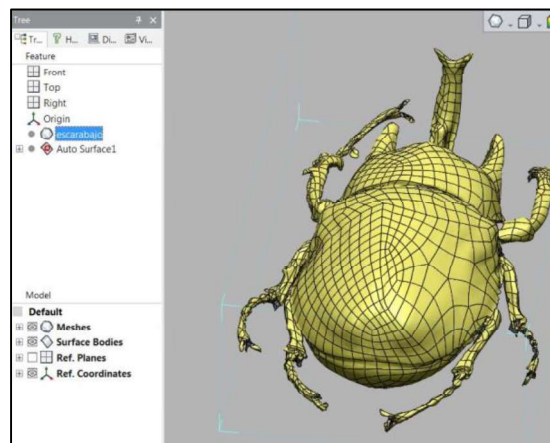 Tree
Tr...
H...
Di...
Vi...
Feature
Front
Top
Right
Origin
escarabajo
Auto Surface1
Model
Default
Meshes
Surface Bodies
Ref. Planes
Ref. Coordinates